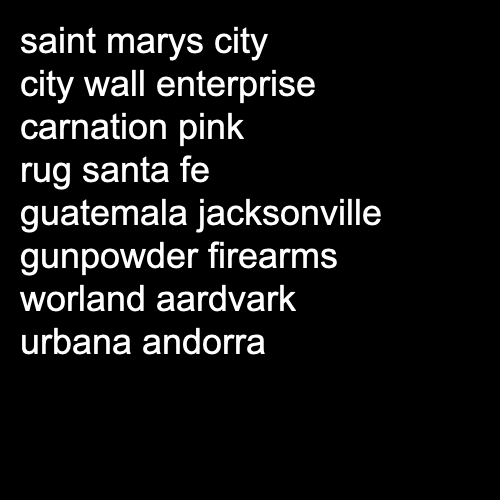 saint marys city
city wall enterprise
carnation pink
rug santa fe
guatemala jacksonville
gunpowder firearms
worland aardvark
urbana andorra